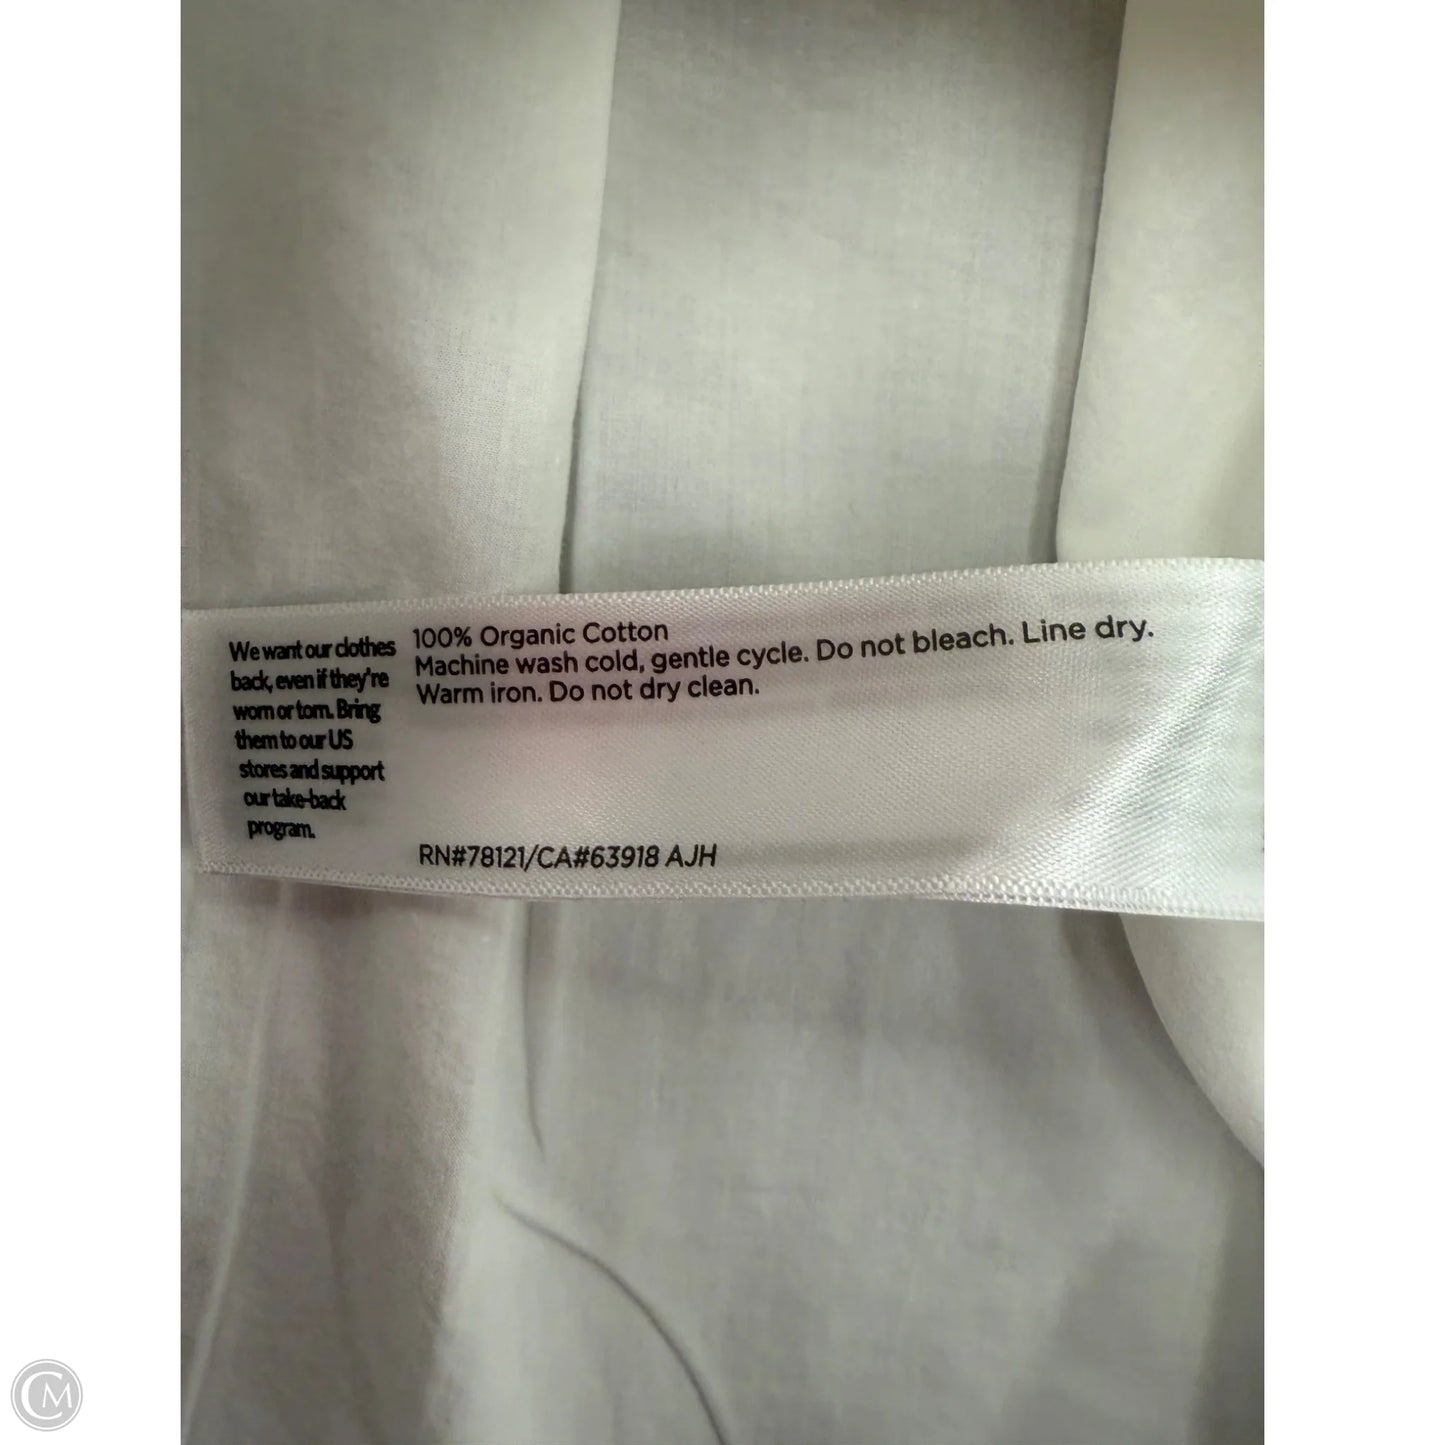 We want our clothes
back, even if they're
worn or torn. Bring
them to our US
stores and support
our take-back
program.
100% Organic Cotton
Machine wash cold, gentle cycle. Do not bleach. Line dry.
Warm iron. Do not dry clean.
RN#78121/CA#63918 AJH
CM